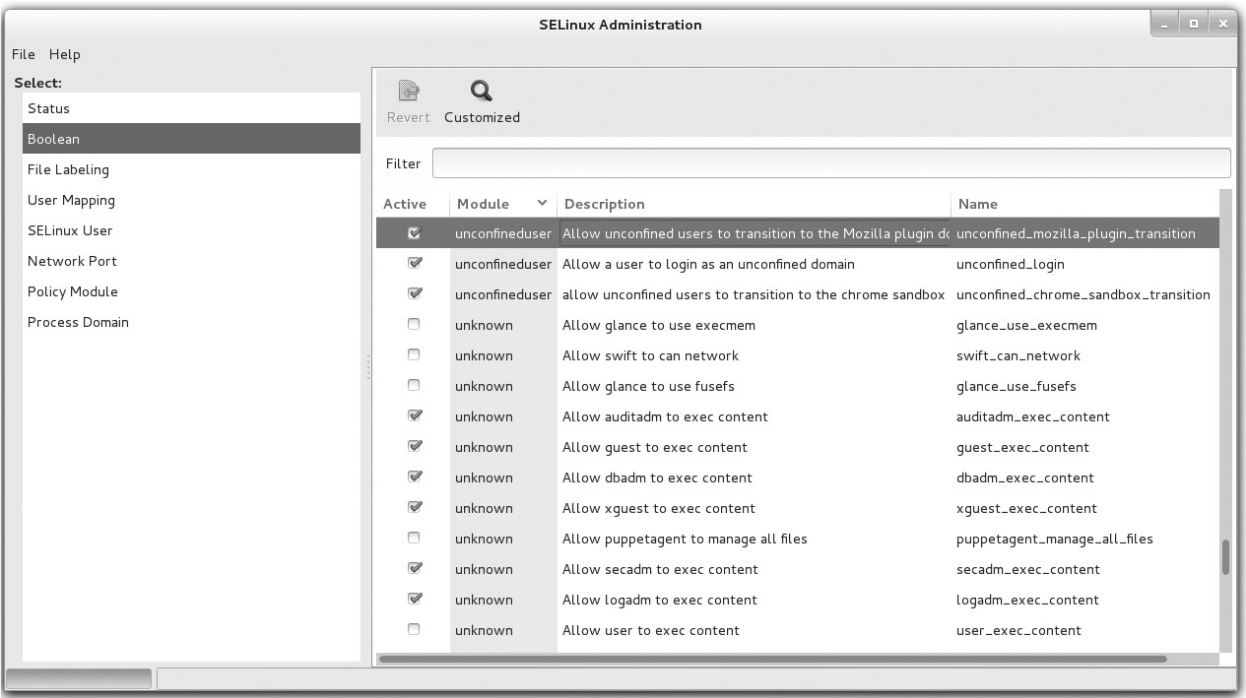 SELinux Administration
File Help
Select:
Status
Boolean
File Labeling
User Mapping
SELinux User
Network Port
Policy Module
Process Domain
Revert Customized
Filter
Active Module Description Name
unconfineduser Allow unconfined users to transition to the Mozilla plugin do unconfined_mozilla_plugin_transition
unconfineduser Allow a user to login as an unconfined domain unconfined_login
unconfineduser allow unconfined users to transition to the chrome sandbox unconfined_chrome_sandbox_transition
unknown Allow glance to use execmem glance_use_execmem
unknown Allow swift to can network swift_can_network
unknown Allow glance to use fusefs glance_use_fusefs
unknown Allow auditadm to exec content auditadm_exec_content
unknown Allow guest to exec content guest_exec_content
unknown Allow dbadm to exec content dbadm_exec_content
unknown Allow xguest to exec content xguest_exec_content
unknown Allow puppetagent to manage all files puppetagent_manage_all_files
unknown Allow secadm to exec content secadm_exec_content
unknown Allow logadm to exec content logadm_exec_content
unknown Allow user to exec content user_exec_content